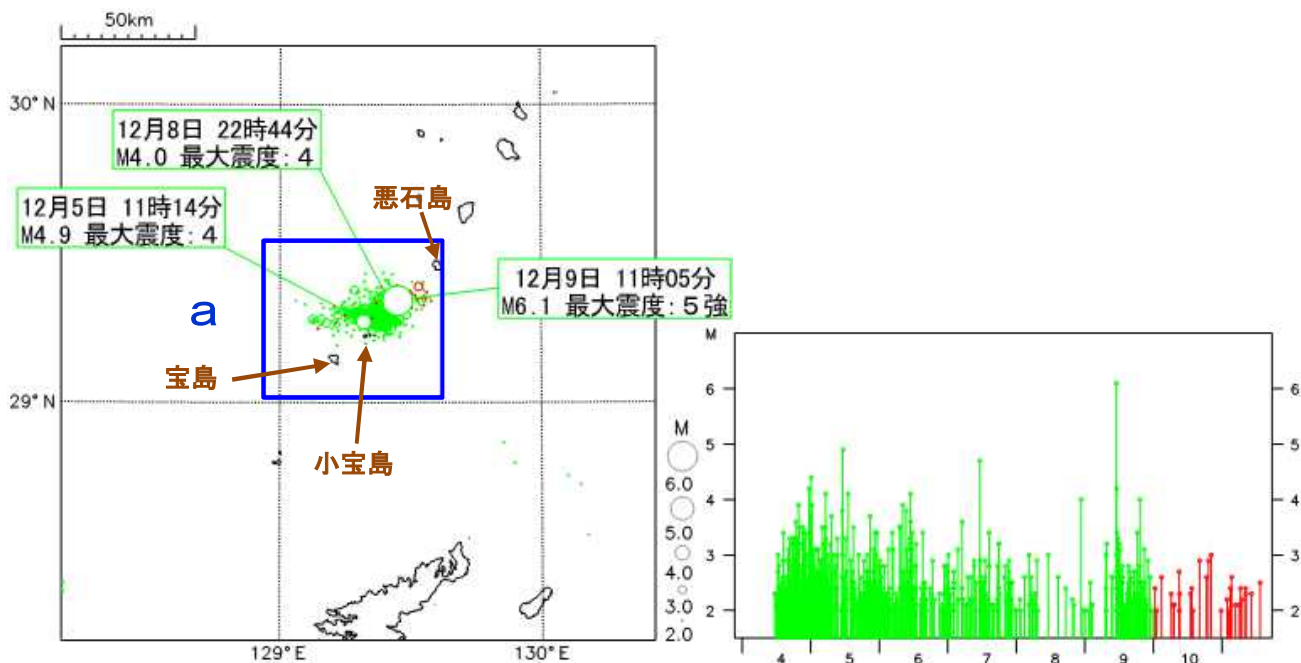 50km
30°N
12月8日 22時44分
M4.0 最大震度:4
悪石島
12月5日 11時14分
M4.9 最大震度:4
12月9日 11時05分
M6.1 最大震度:5強
a
宝島
29°N
小宝島
M
6.0
5.0
4.0
3.0
2.0
129°E
130°E
M
6
5
4
3
2
6
5
4
3
2
4
5
6
7
8
9
10